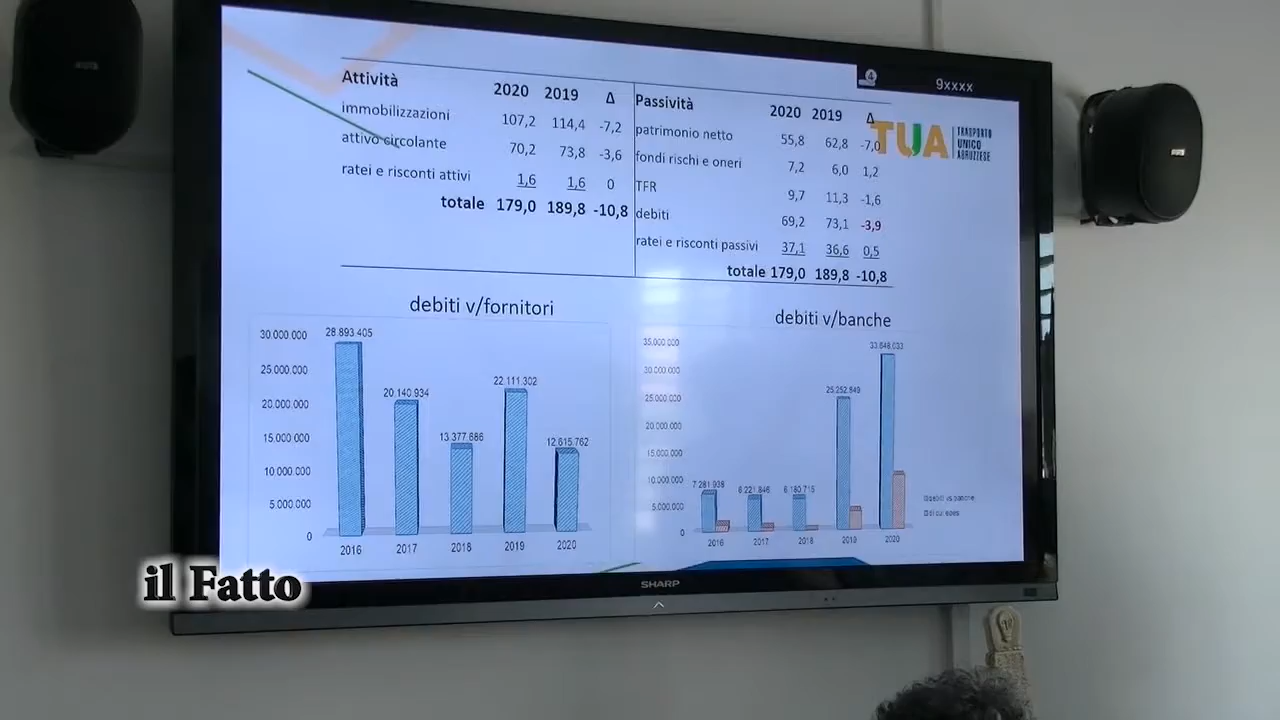 Attività 2020 2019 Δ
immobilizzazioni 107,2 114,4 -7,2
attivo circolante 70,2 73,8 -3,6
ratei e risconti attivi 1,6 1,6 0
totale 179,0 189,8 -10,8
Passività 2020 2019 Δ
patrimonio netto 55,8 62,8 -7,0
fondi rischi e oneri 7,2 6,0 1,2
TFR 9,7 11,3 -1,6
debiti 69,2 73,1 -3,9
ratei e risconti passivi 37,1 36,6 0,5
totale 179,0 189,8 -10,8
4
9xxxx
TUA
TRASPORTO
UNICO
ABRUZZESE
debiti v/fornitori
30.000.000
25.000.000
20.000.000
15.000.000
10.000.000
5.000.000
0
28.893.405
20.140.934
13.377.686
22.111.302
12.615.762
2016 2017 2018 2019 2020
debiti v/banche
35.000.000
30.000.000
25.000.000
20.000.000
15.000.000
10.000.000
5.000.000
0
7.281.938
6.221.846
25.252.649
2016 2017 2018 2019 2020
debiti vs banche
SHARP
il Fatto